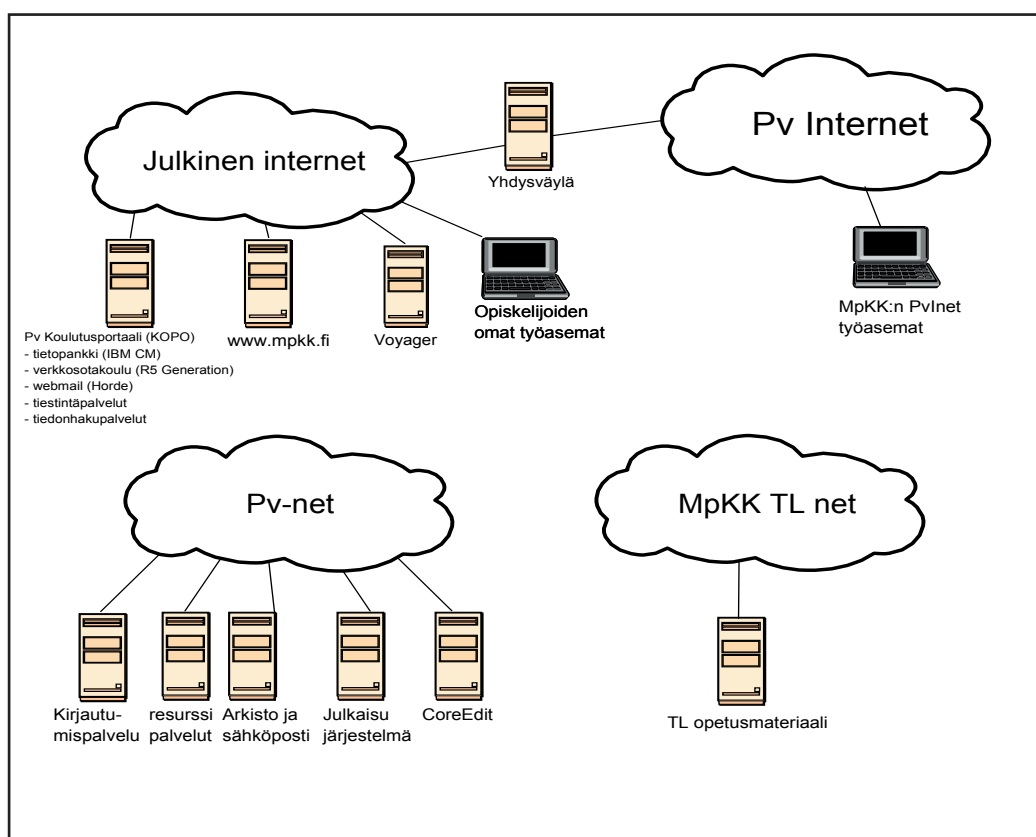 Julkinen internet
Yhdysväylä
Pv Internet
Pv Koulutusportaali (KOPO)
- tietopankki (IBM CM)
- verkkosotakoulu (R5 Generation)
- webmail (Horde)
- tiestintäpalvelut
- tiedonhakupalvelut
www.mpkk.fi
Voyager
Opiskelijoiden
omat työasemat
MpKK:n PvInet
työasemat
Pv-net
Kirjautu-
mispalvelu
resurssi
palvelut
Arkisto ja
sähköposti
Julkaisu
järjestelmä
CoreEdit
MpKK TL net
TL opetusmateriaali